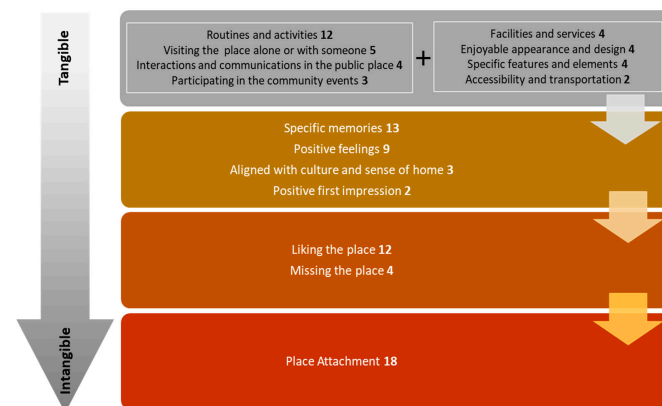 Tangible
Routines and activities 12
Visiting the place alone or with someone 5
Interactions and communications in the public place 4
Participating in the community events 3
+
Facilities and services 4
Enjoyable appearance and design 4
Specific features and elements 4
Accessibility and transportation 2
Specific memories 13
Positive feelings 9
Aligned with culture and sense of home 3
Positive first impression 2
Liking the place 12
Missing the place 4
Place Attachment 18
Intangible